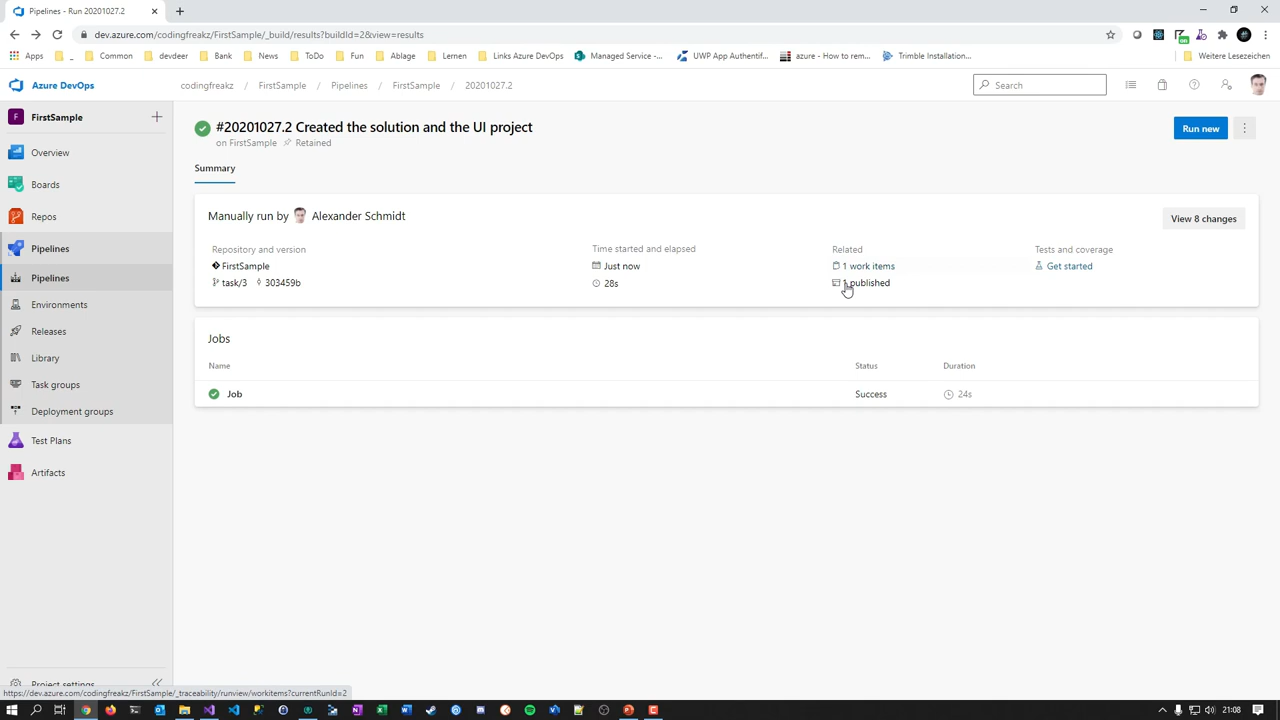 Pipelines - Run 20201027.2
dev.azure.com/codingfreakz/FirstSample/_build/results?buildId=2&view=results
Apps _ Common devdeer Bank News ToDo Fun Ablage Lernen Links Azure DevOps Managed Service -... UWP App Authentif... azure - How to rem... Trimble Installation... Weitere Lesezeichen
Azure DevOps codingfreakz / FirstSample / Pipelines / FirstSample / 20201027.2 Search
F FirstSample
Overview
Boards
Repos
Pipelines
Pipelines
Environments
Releases
Library
Task groups
Deployment groups
Test Plans
Artifacts
Project settings
#20201027.2 Created the solution and the UI project
on FirstSample Retained
Run new
Summary
Manually run by Alexander Schmidt
View 8 changes
Repository and version Time started and elapsed Related Tests and coverage
FirstSample Just now 1 work items Get started
task/3 303459b 28s 1 published
Jobs
Name Status Duration
Job Success 24s
https://dev.azure.com/codingfreakz/FirstSample/_traceability/runview/workitems?currentRunId=2
21:08